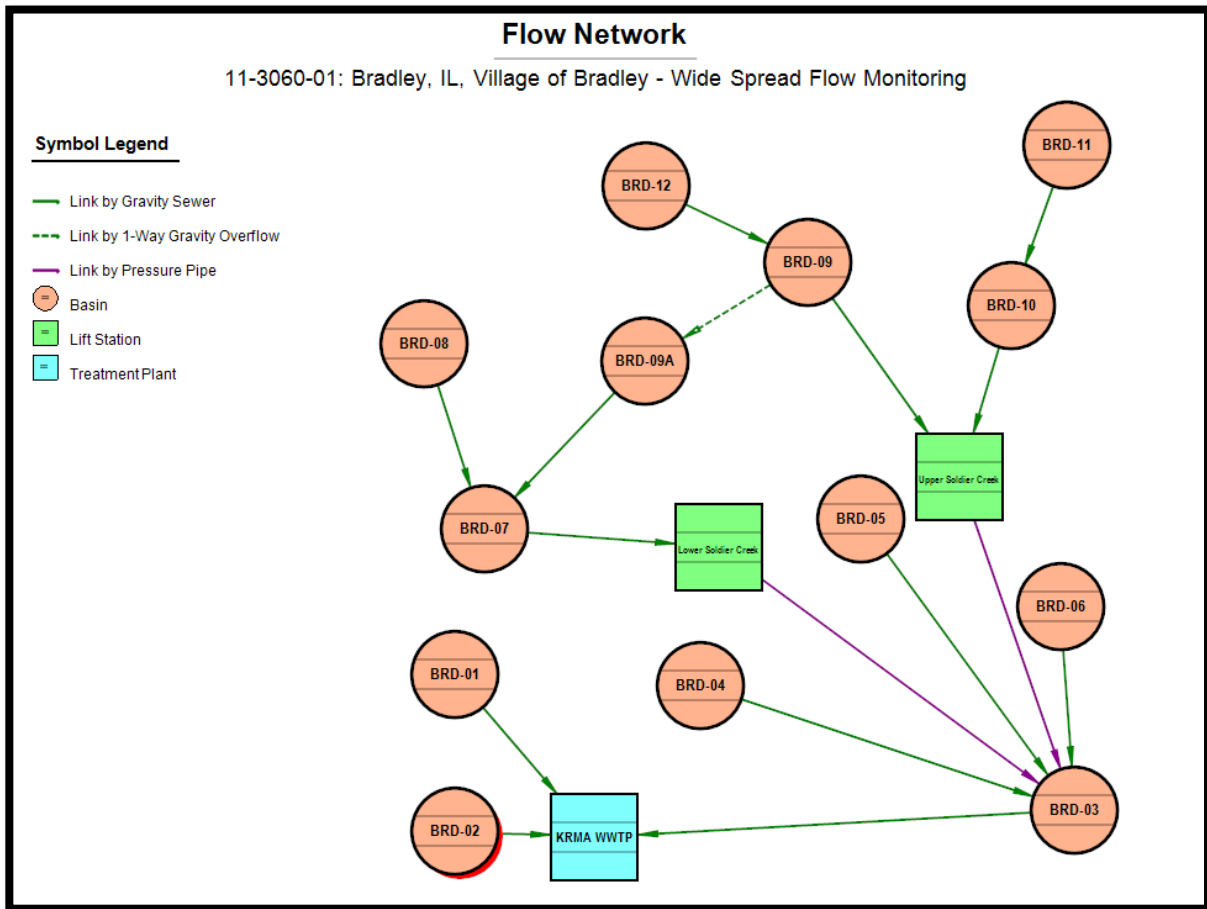 Flow Network
11-3060-01: Bradley, IL, Village of Bradley - Wide Spread Flow Monitoring
Symbol Legend
Link by Gravity Sewer
Link by 1-Way Gravity Overflow
Link by Pressure Pipe
= Basin
= Lift Station
= Treatment Plant
BRD-11
BRD-12
BRD-09
BRD-10
BRD-08
BRD-09A
Upper Soldier Creek
BRD-05
BRD-07
Lower Soldier Creek
BRD-06
BRD-01
BRD-04
BRD-03
BRD-02
KRMA WWTP